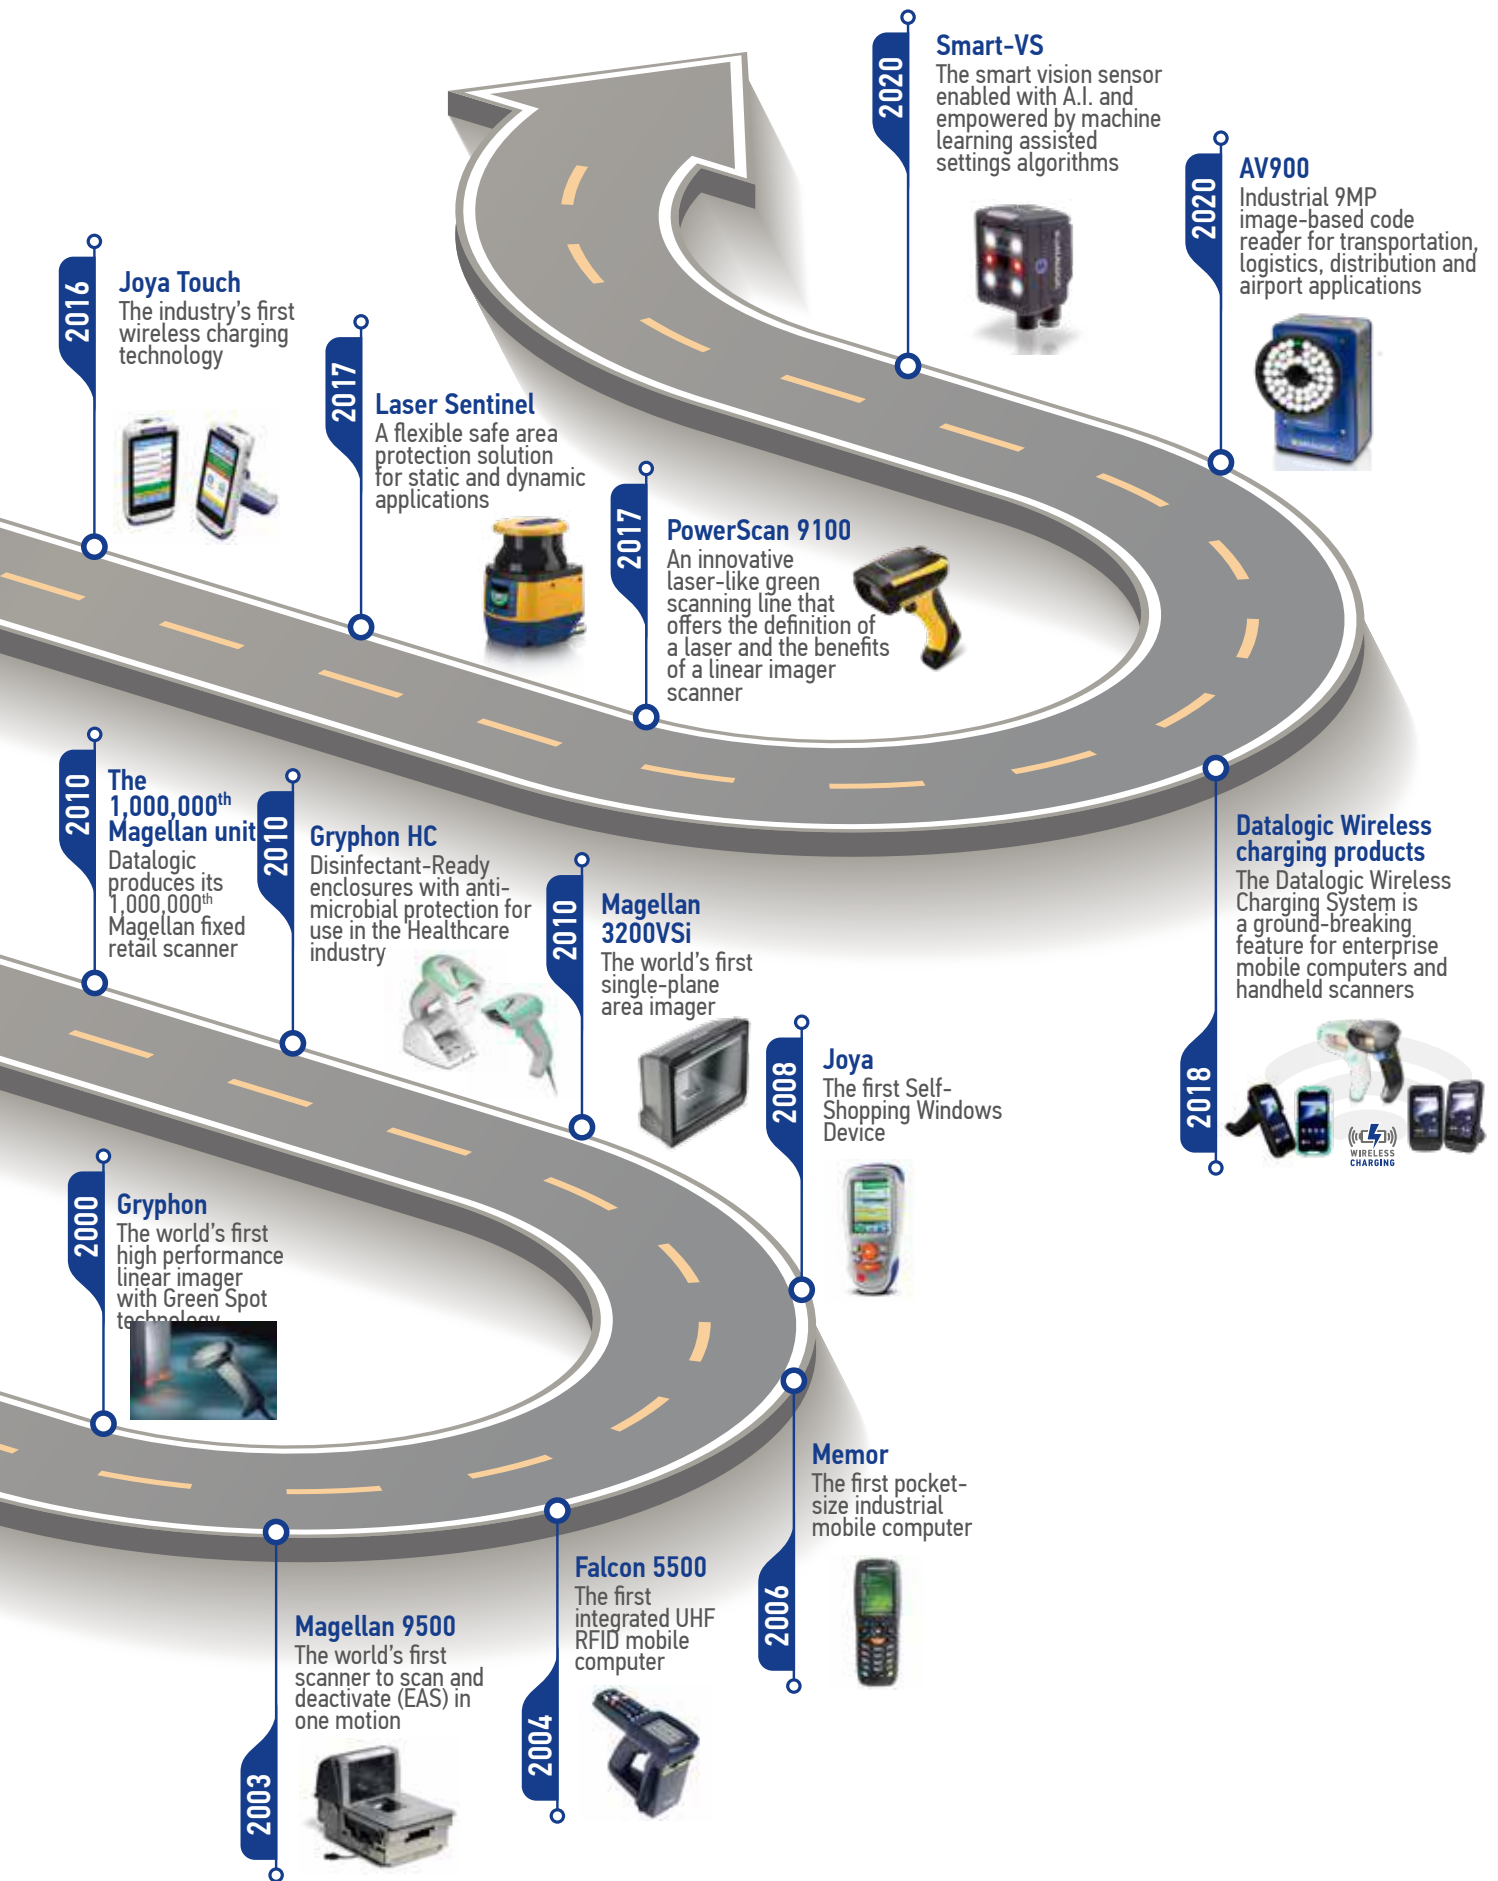 2020
Smart-VS
The smart vision sensor
enabled with A.I. and
empowered by machine
learning assisted
settings algorithms
2020
AV900
Industrial 9MP
image-based code
reader for transportation,
logistics, distribution and
airport applications
2016
Joya Touch
The industry's first
wireless charging
technology
2017
Laser Sentinel
A flexible safe area
protection solution
for static and dynamic
applications
2017
PowerScan 9100
An innovative
laser-like green
scanning line that
offers the definition of
a laser and the benefits
of a linear imager
scanner
2010
The
1,000,000th
Magellan unit
Datalogic
produces its
1,000,000th
Magellan fixed
retail scanner
2010
Gryphon HC
Disinfectant-Ready
enclosures with anti-
microbial protection for
use in the Healthcare
industry
2010
Magellan
3200VSi
The world's first
single-plane
area imager
2008
Joya
The first Self-
Shopping Windows
Device
2018
Datalogic Wireless
charging products
The Datalogic Wireless
Charging System is
a ground-breaking
feature for enterprise
mobile computers and
handheld scanners
WIRELESS
CHARGING
2000
Gryphon
The world's first
high performance
linear imager
with Green Spot
technology
2003
Magellan 9500
The world's first
scanner to scan and
deactivate (EAS) in
one motion
2004
Falcon 5500
The first
integrated UHF
RFID mobile
computer
2006
Memor
The first pocket-
size industrial
mobile computer